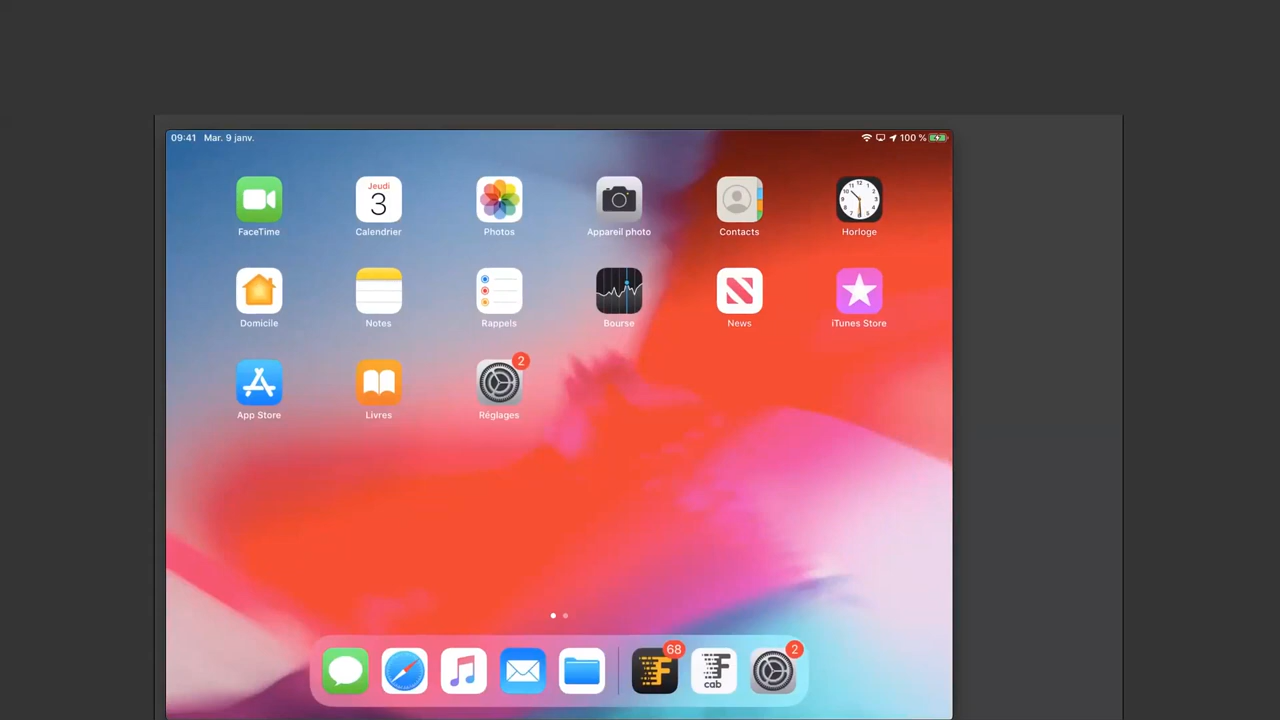 09:41 Mar. 9 janv. 100 %
Jeudi
3
12
FaceTime Calendrier Photos Appareil photo Contacts Horloge
Domicile Notes Rappels Bourse News iTunes Store
2
App Store Livres Réglages
68 2
F F
cab